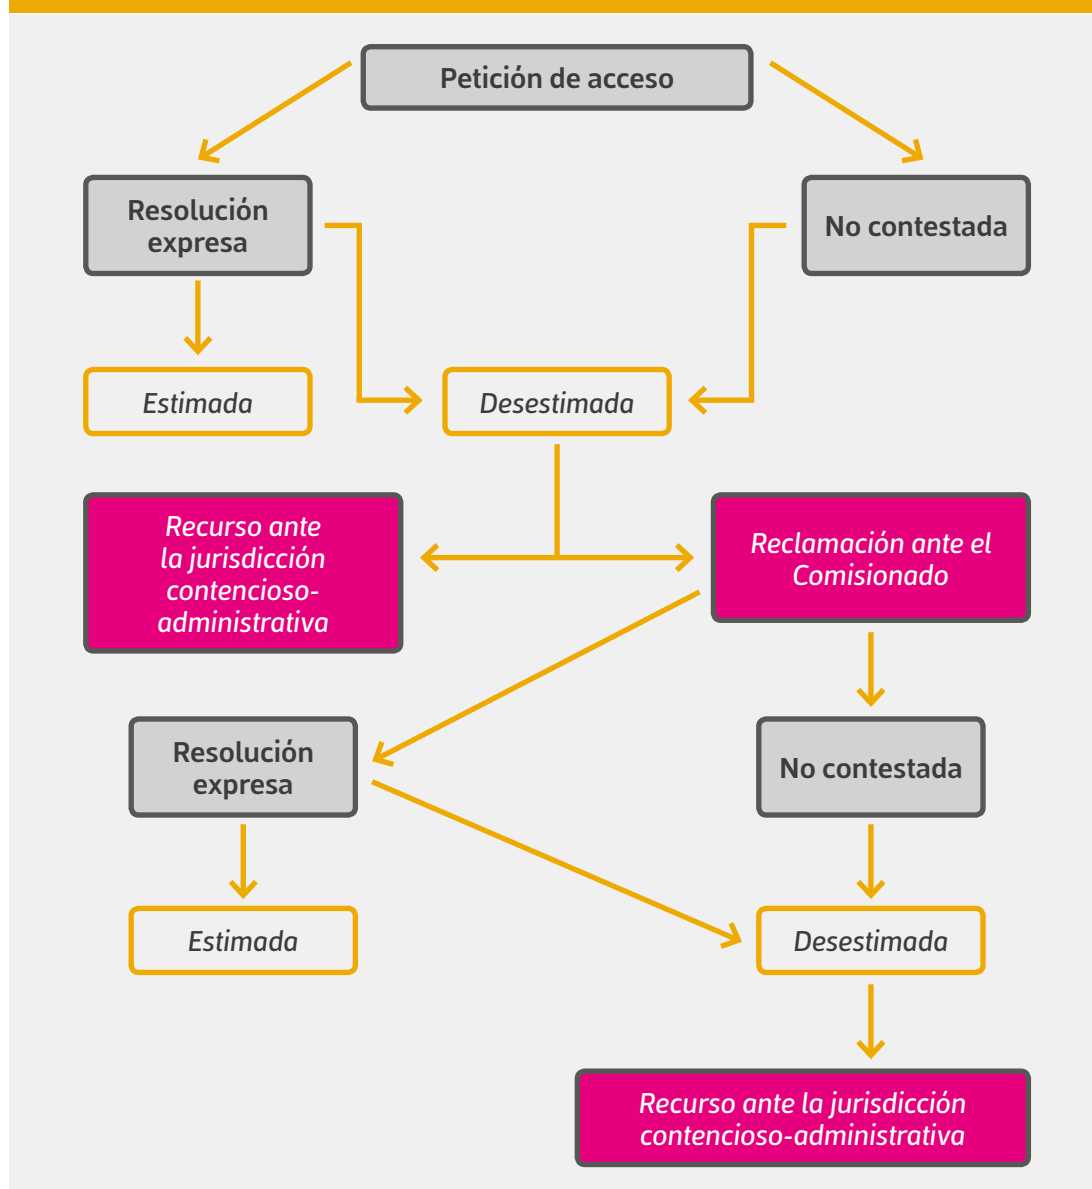 Petición de acceso
Resolución
expresa
No contestada
Estimada
Desestimada
Recurso ante
la jurisdicción
contencioso-
administrativa
Reclamación ante el
Comisionado
Resolución
expresa
No contestada
Estimada
Desestimada
Recurso ante la jurisdicción
contencioso-administrativa